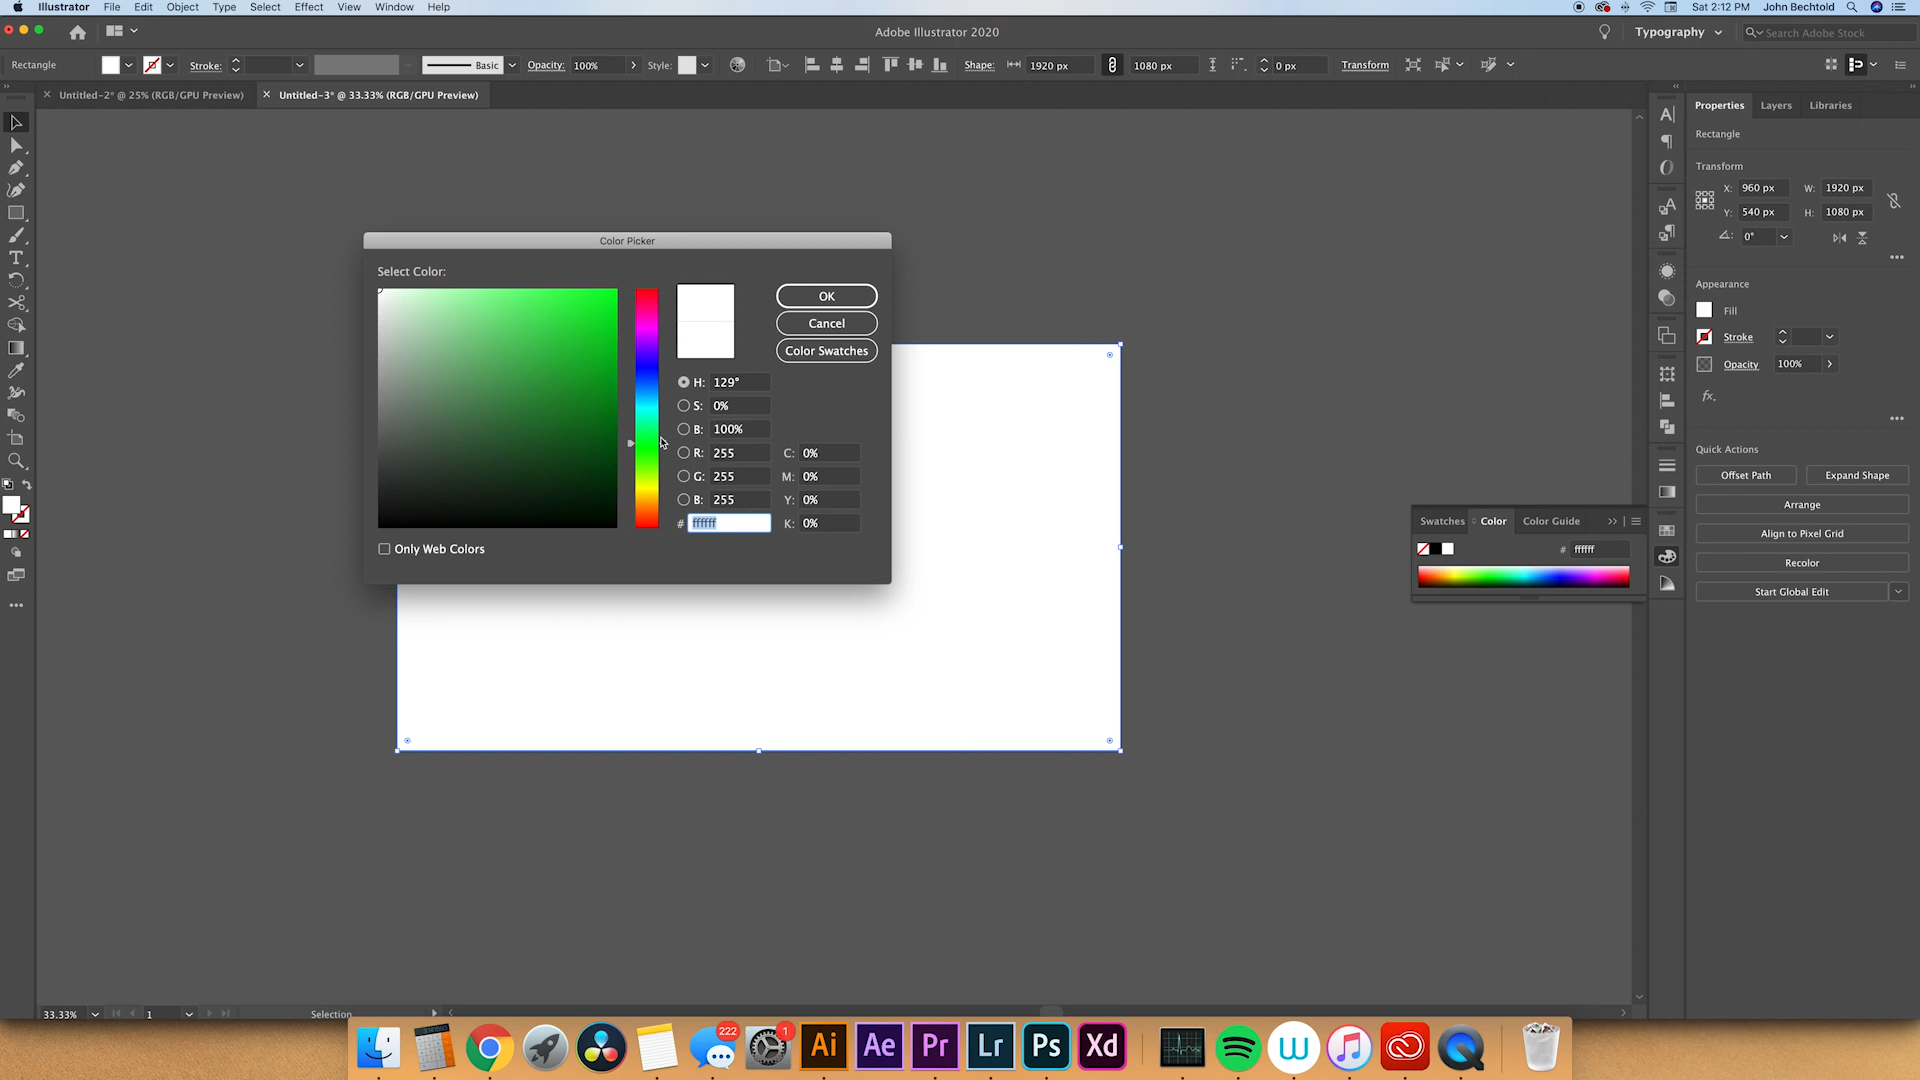 Illustrator File Edit Object Type Select Effect View Window Help
Sat 2:12 PM John Bechtold
Adobe Illustrator 2020
Typography
Search Adobe Stock
Rectangle
Stroke:
Basic
Opacity: 100%
Style:
Shape: 1920 px 1080 px 0 px
Transform
Untitled-2* @ 25% (RGB/GPU Preview)
Untitled-3* @ 33.33% (RGB/GPU Preview)
Color Picker
Select Color:
OK
Cancel
Color Swatches
H: 129°
S: 0%
B: 100%
R: 255 C: 0%
G: 255 M: 0%
B: 255 Y: 0%
# ffffff K: 0%
Only Web Colors
Swatches Color Color Guide
# ffffff
Properties Layers Libraries
Rectangle
Transform
X: 960 px W: 1920 px
Y: 540 px H: 1080 px
0°
Appearance
Fill
Stroke
Opacity 100%
fx.
Quick Actions
Offset Path Expand Shape
Arrange
Align to Pixel Grid
Recolor
Start Global Edit
33.33% 1 Selection
222
1
Ai Ae Pr Lr Ps Xd